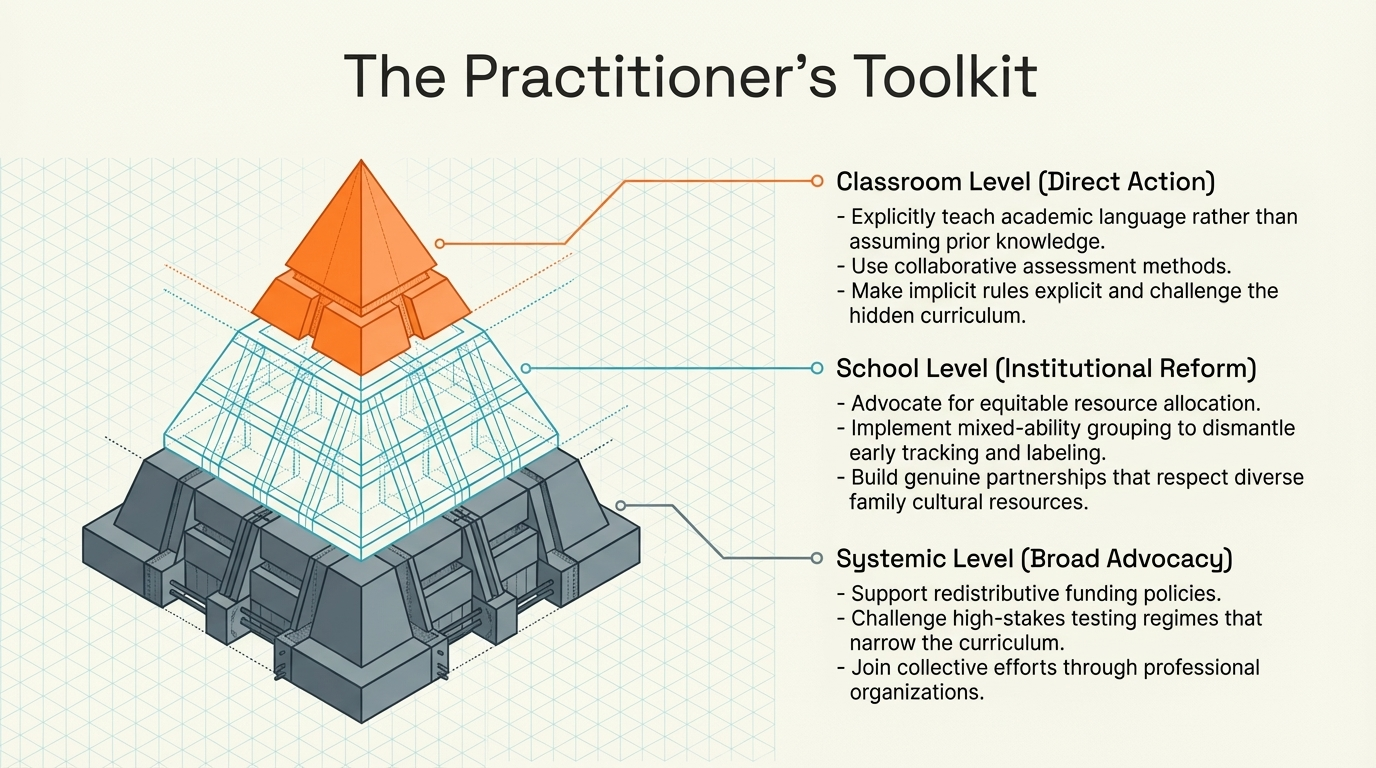 The Practitioner’s Toolkit
Classroom Level (Direct Action)
- Explicitly teach academic language rather than
assuming prior knowledge.
- Use collaborative assessment methods.
- Make implicit rules explicit and challenge the
hidden curriculum.
School Level (Institutional Reform)
- Advocate for equitable resource allocation.
- Implement mixed-ability grouping to dismantle
early tracking and labeling.
- Build genuine partnerships that respect diverse
family cultural resources.
Systemic Level (Broad Advocacy)
- Support redistributive funding policies.
- Challenge high-stakes testing regimes that
narrow the curriculum.
- Join collective efforts through professional
organizations.